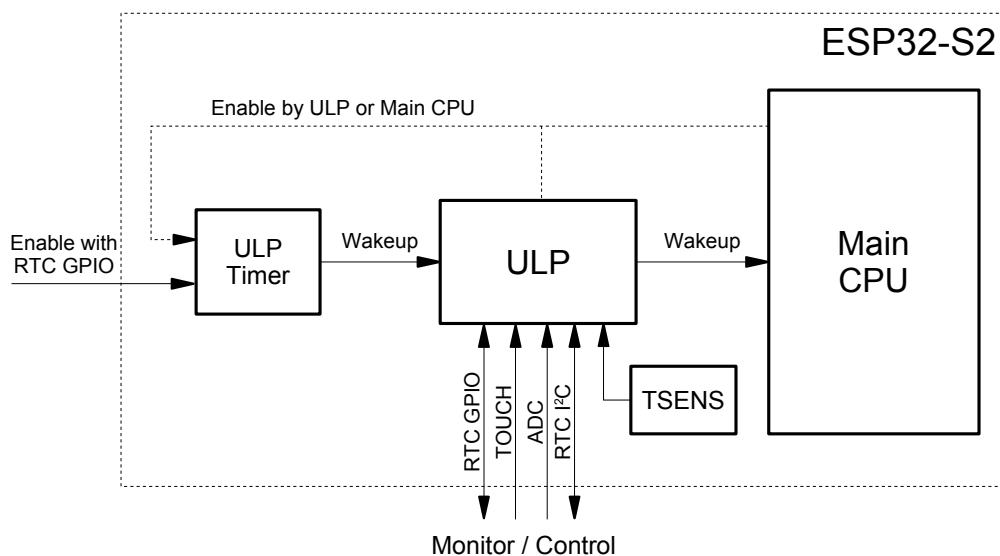 ESP32-S2
Enable by ULP or Main CPU
Enable with
RTC GPIO
ULP
Timer
Wakeup
ULP
Wakeup
Main
CPU
RTC GPIO
TOUCH
ADC
RTC I²C
TSENS
Monitor / Control